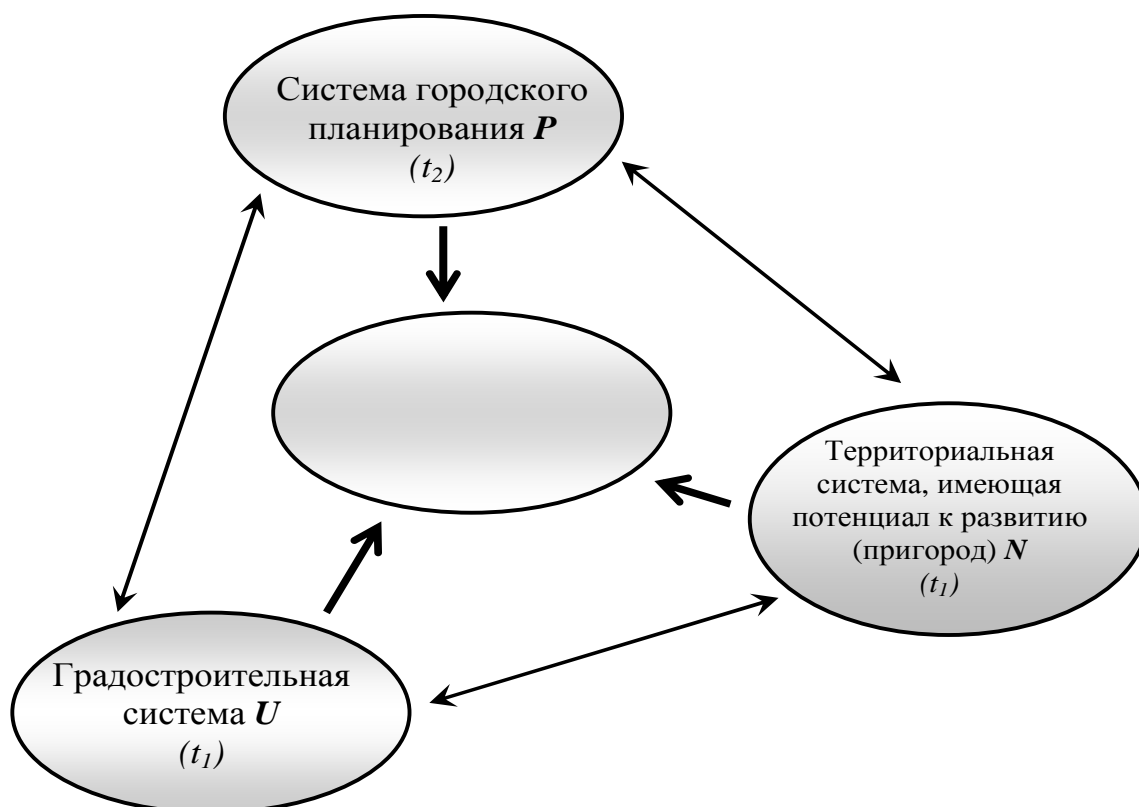 Система городского
планирования P
(t₂)
Территориальная
система, имеющая
потенциал к развитию
(пригород) N
(t₁)
Градостроительная
система U
(t₁)